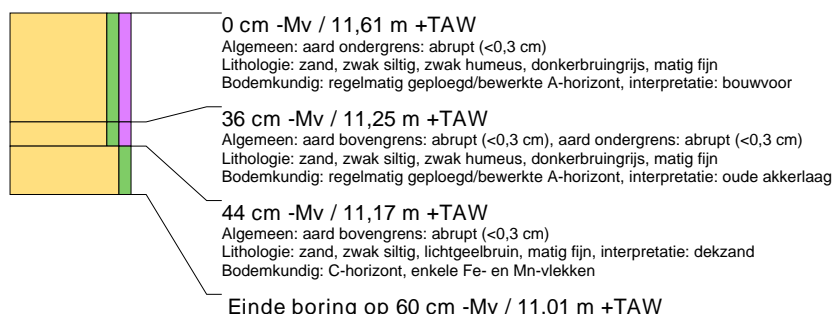 0 cm -Mv / 11,61 m +TAW
Algemeen: aard ondergrens: abrupt (<0,3 cm)
Lithologie: zand, zwak siltig, zwak humeus, donkerbruingrijs, matig fijn
Bodemkundig: regelmatig geploegd/bewerkte A-horizont, interpretatie: bouwvoor
36 cm -Mv / 11,25 m +TAW
Algemeen: aard bovengrens: abrupt (<0,3 cm), aard ondergrens: abrupt (<0,3 cm)
Lithologie: zand, zwak siltig, zwak humeus, donkerbruingrijs, matig fijn
Bodemkundig: regelmatig geploegd/bewerkte A-horizont, interpretatie: oude akkerlaag
44 cm -Mv / 11,17 m +TAW
Algemeen: aard bovengrens: abrupt (<0,3 cm)
Lithologie: zand, zwak siltig, lichtgeelbruin, matig fijn, interpretatie: dekzand
Bodemkundig: C-horizont, enkele Fe- en Mn-vlekken
Einde boring op 60 cm -Mv / 11,01 m +TAW